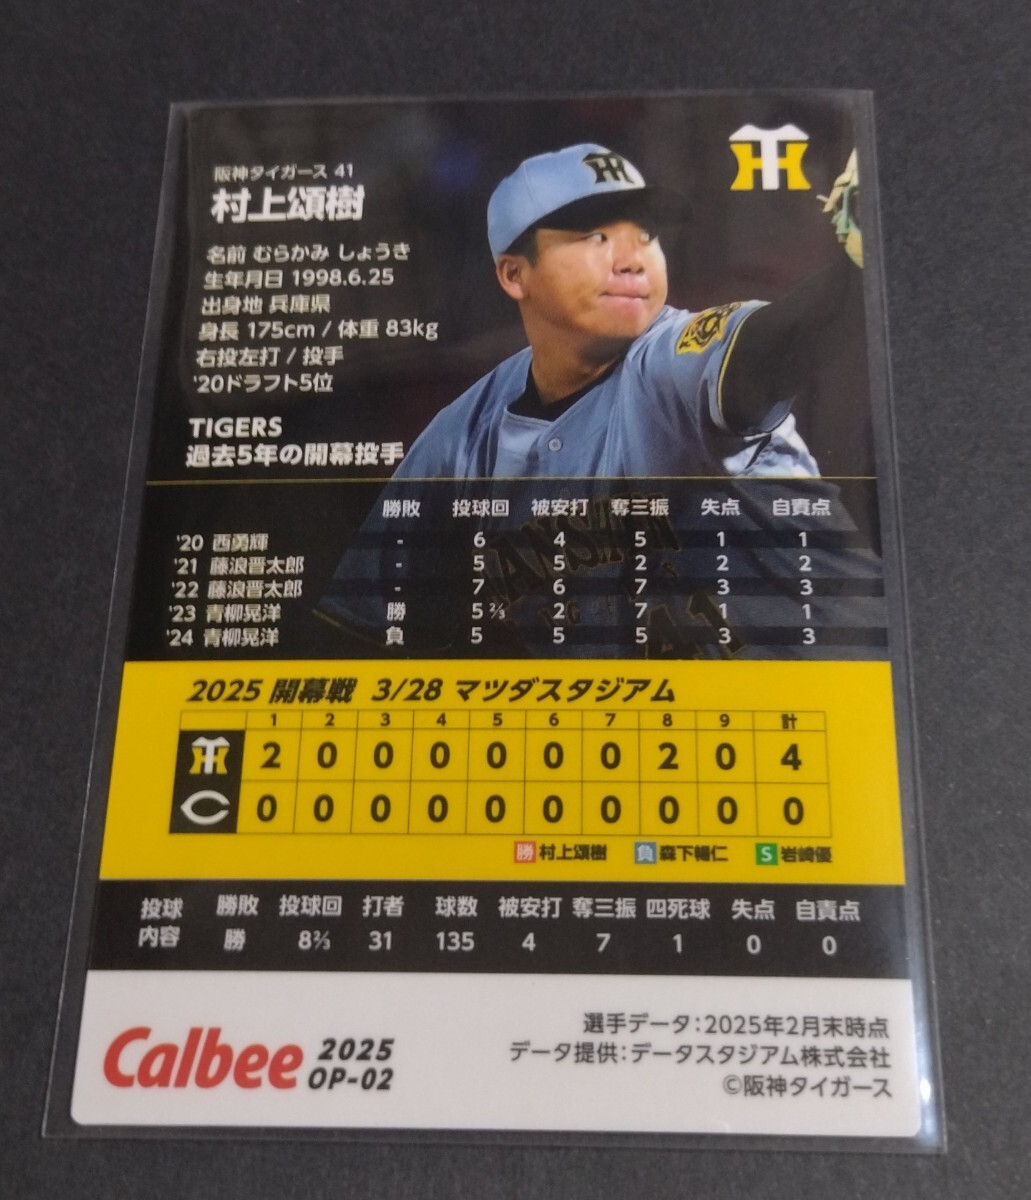 阪神タイガース 41
村上頌樹
名前 むらかみ しょうき
生年月日 1998.6.25
出身地 兵庫県
身長 175cm / 体重 83kg
右投左打 / 投手
'20ドラフト5位
TIGERS
過去5年の開幕投手
勝敗 投球回 被安打 奪三振 失点 自責点
'20 西勇輝 - 6 4 5 1 1
'21 藤浪晋太郎 - 5 5 2 2 2
'22 藤浪晋太郎 - 7 6 7 3 3
'23 青柳晃洋 勝 5 ⅔ 2 7 1 1
'24 青柳晃洋 負 5 5 5 3 3
2025 開幕戦 3/28 マツダスタジアム
1 2 3 4 5 6 7 8 9 計
TH 2 0 0 0 0 0 0 2 0 4
C 0 0 0 0 0 0 0 0 0 0
勝 村上頌樹 負 森下暢仁 S 岩崎優
投球内容 勝敗 投球回 打者 球数 被安打 奪三振 四死球 失点 自責点
勝 8⅔ 31 135 4 7 1 0 0
Calbee 2025
OP-02
選手データ：2025年2月末時点
データ提供：データスタジアム株式会社
©阪神タイガース